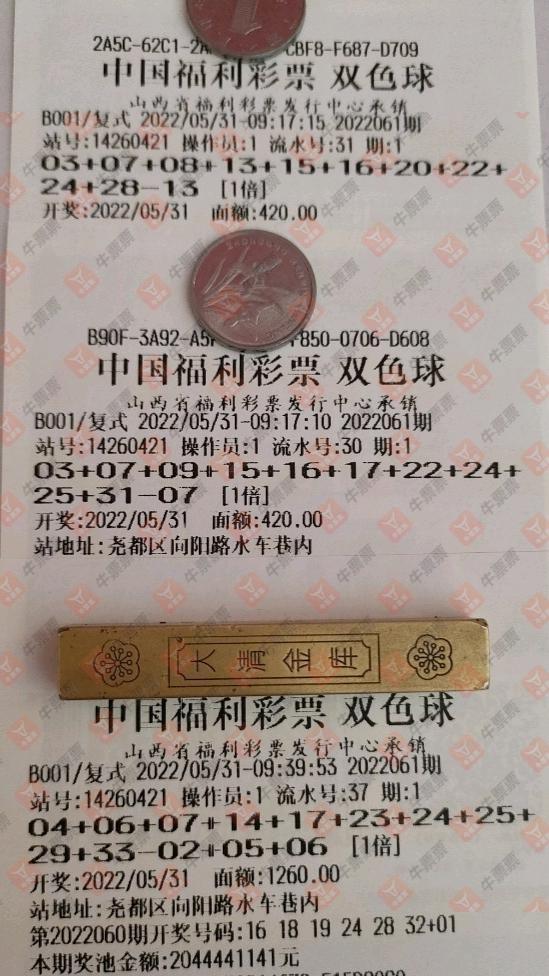 2A5C-62C1-2A
CBF8-F687-D709
中国福利彩票 双色球
山西省福利彩票发行中心承销
B001/复式 2022/05/31-09:17:15 2022061期
站号:14260421 操作员:1 流水号:31 期:1
03+07+08+13+15+16+20+22+
24+28-13 [1倍]
开奖:2022/05/31 面额:420.00
B90F-3A92-A5
F850-0706-D608
中国福利彩票 双色球
山西省福利彩票发行中心承销
B001/复式 2022/05/31-09:17:10 2022061期
站号:14260421 操作员:1 流水号:30 期:1
03+07+09+15+16+17+22+24+
25+31-07 [1倍]
开奖:2022/05/31 面额:420.00
站地址:尧都区向阳路水车巷内
大清金库
中国福利彩票 双色球
山西省福利彩票发行中心承销
B001/复式 2022/05/31-09:39:53 2022061期
站号:14260421 操作员:1 流水号:37 期:1
04+06+07+14+17+23+24+25+
29+33-02+05+06 [1倍]
开奖:2022/05/31 面额:1260.00
站地址:尧都区向阳路水车巷内
第2022060期开奖号码:16 18 19 24 28 32+01
本期奖池金额:2044441141元
牛票票